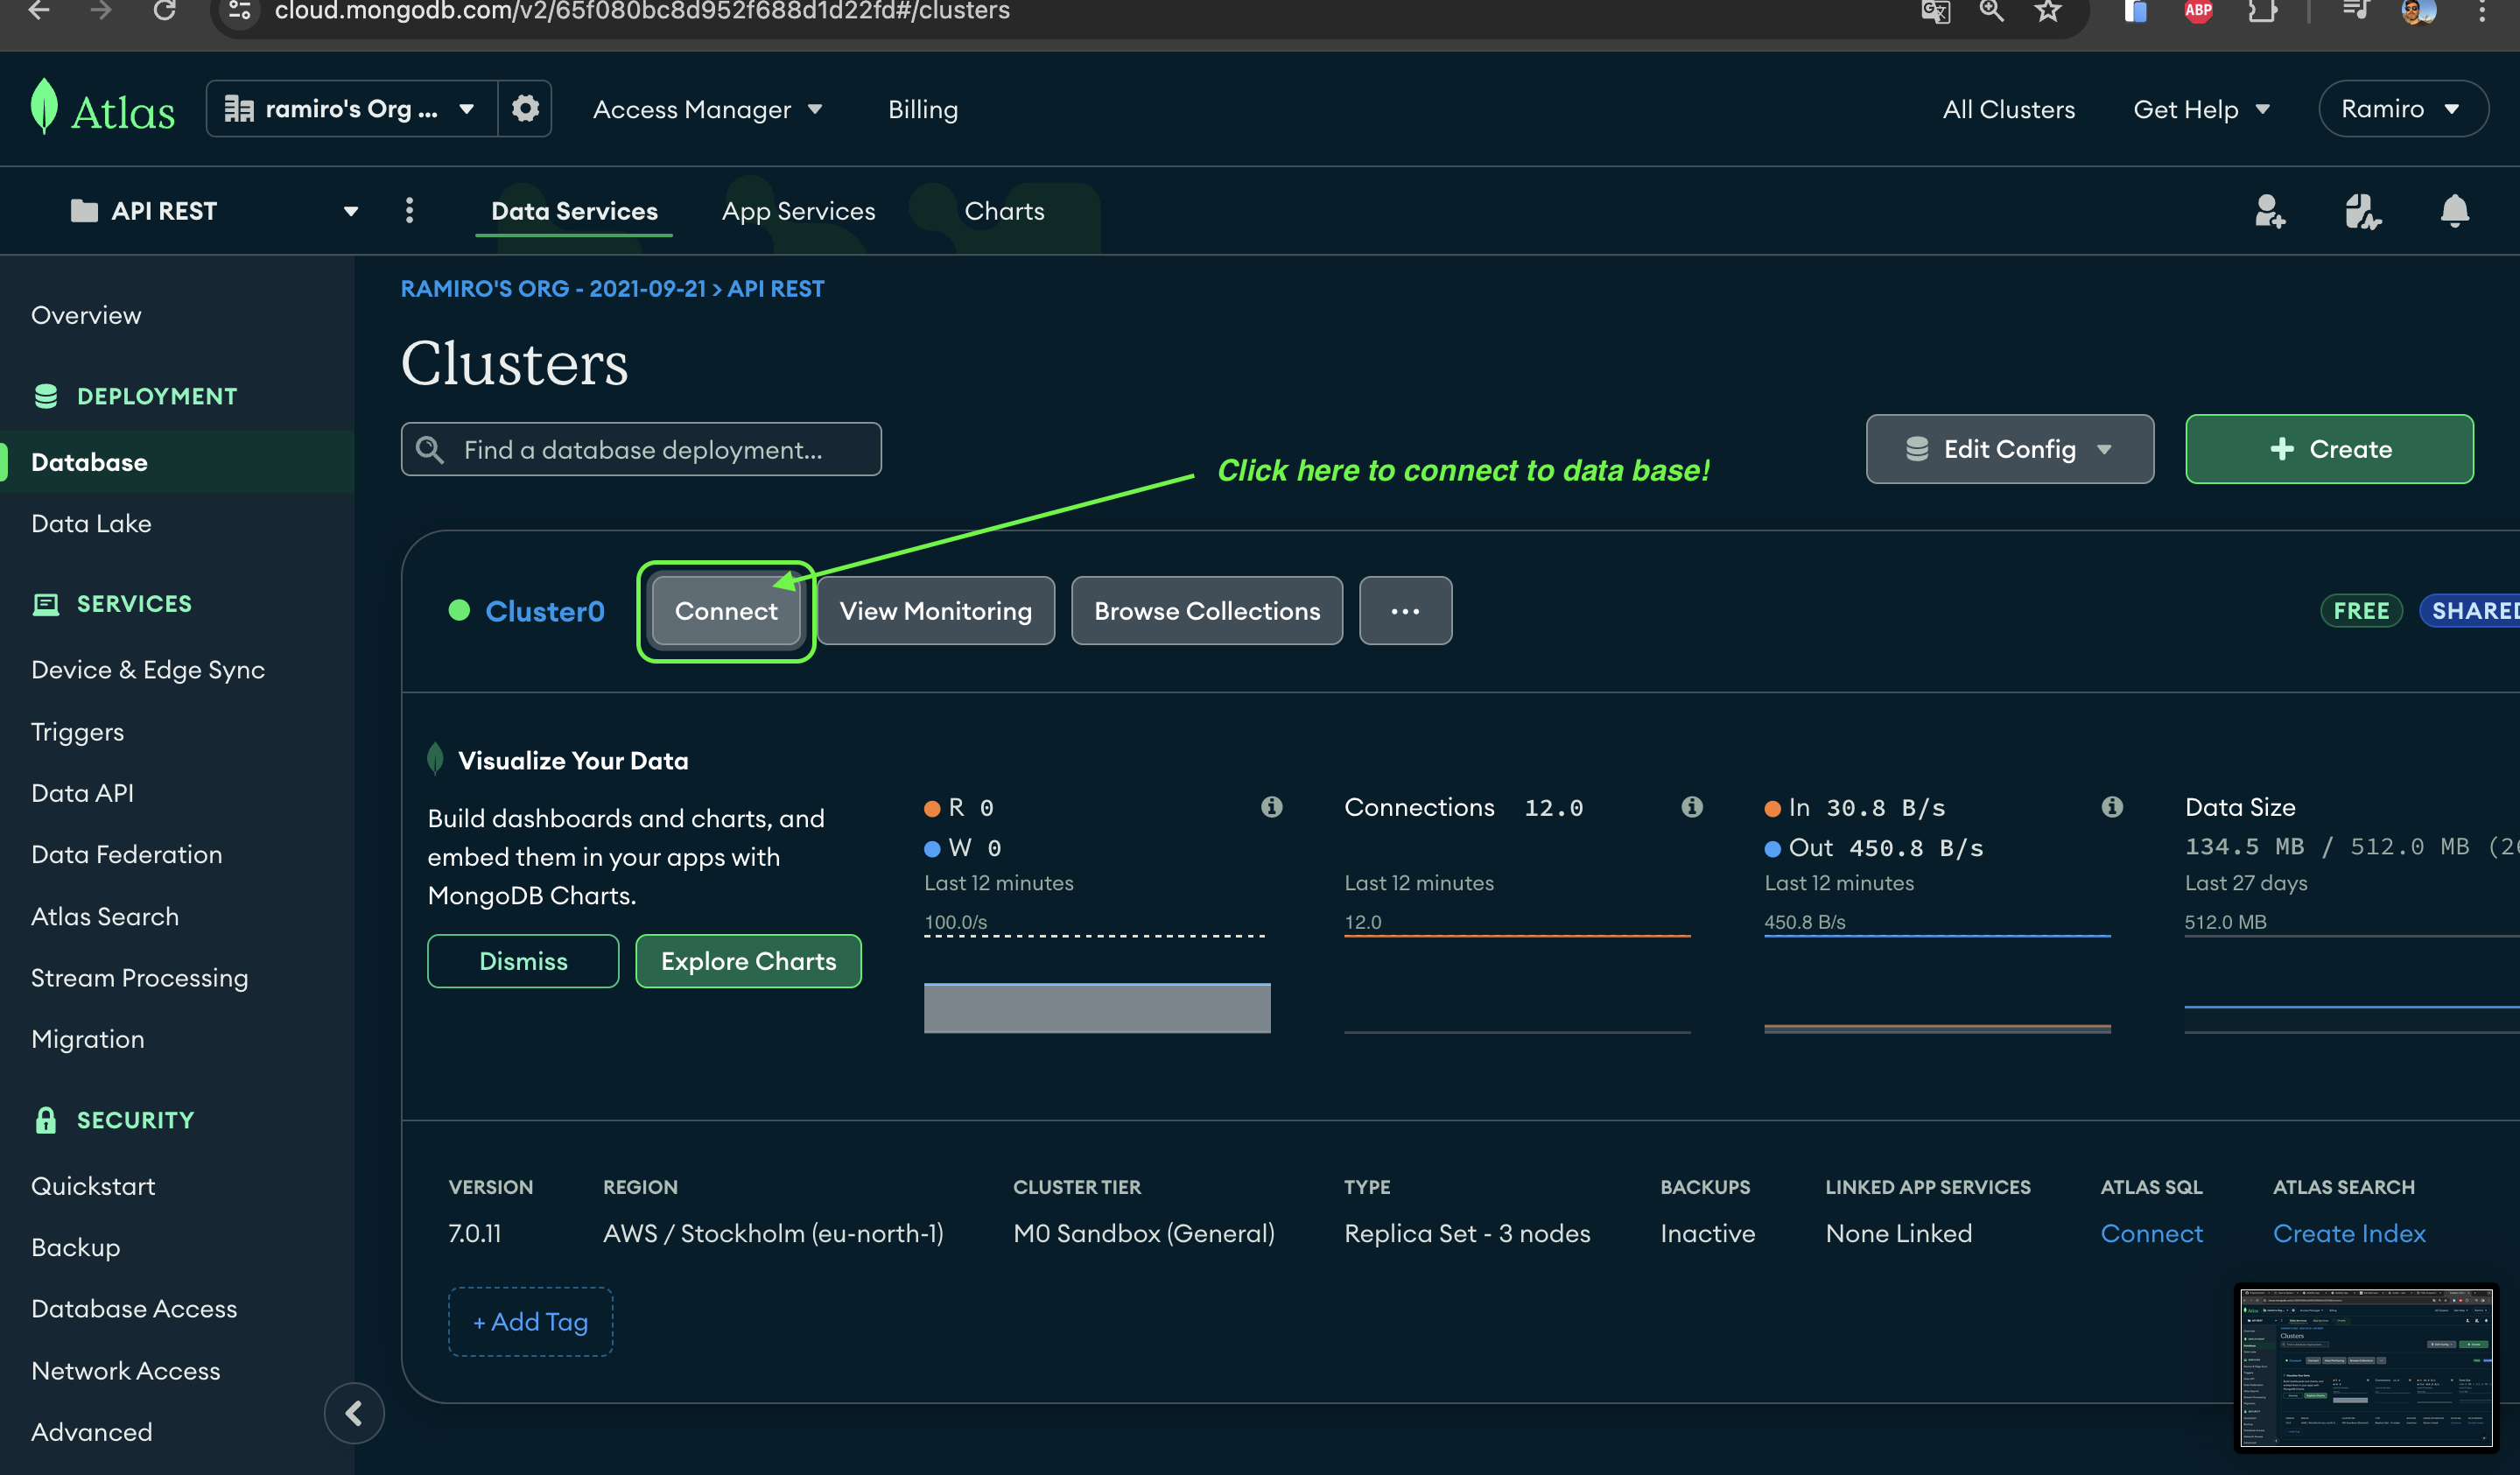 cloud.mongodb.com/v2/65f080bc8d952f688d1d22fd#/clusters
ABP
Atlas
ramiro's Org ...
Access Manager
Billing
All Clusters
Get Help
Ramiro
API REST
Data Services
App Services
Charts
Overview
DEPLOYMENT
Database
Data Lake
SERVICES
Device & Edge Sync
Triggers
Data API
Data Federation
Atlas Search
Stream Processing
Migration
SECURITY
Quickstart
Backup
Database Access
Network Access
Advanced
RAMIRO'S ORG - 2021-09-21 > API REST
Clusters
Find a database deployment...
Click here to connect to data base!
Edit Config
+ Create
Cluster0
Connect
View Monitoring
Browse Collections
...
FREE
SHARED
Visualize Your Data
Build dashboards and charts, and
embed them in your apps with
MongoDB Charts.
Dismiss
Explore Charts
R 0
W 0
Last 12 minutes
100.0/s
Connections 12.0
Last 12 minutes
12.0
In 30.8 B/s
Out 450.8 B/s
Last 12 minutes
450.8 B/s
Data Size
134.5 MB / 512.0 MB
Last 27 days
512.0 MB
VERSION
7.0.11
REGION
AWS / Stockholm (eu-north-1)
CLUSTER TIER
M0 Sandbox (General)
TYPE
Replica Set - 3 nodes
BACKUPS
Inactive
LINKED APP SERVICES
None Linked
ATLAS SQL
Connect
ATLAS SEARCH
Create Index
+ Add Tag